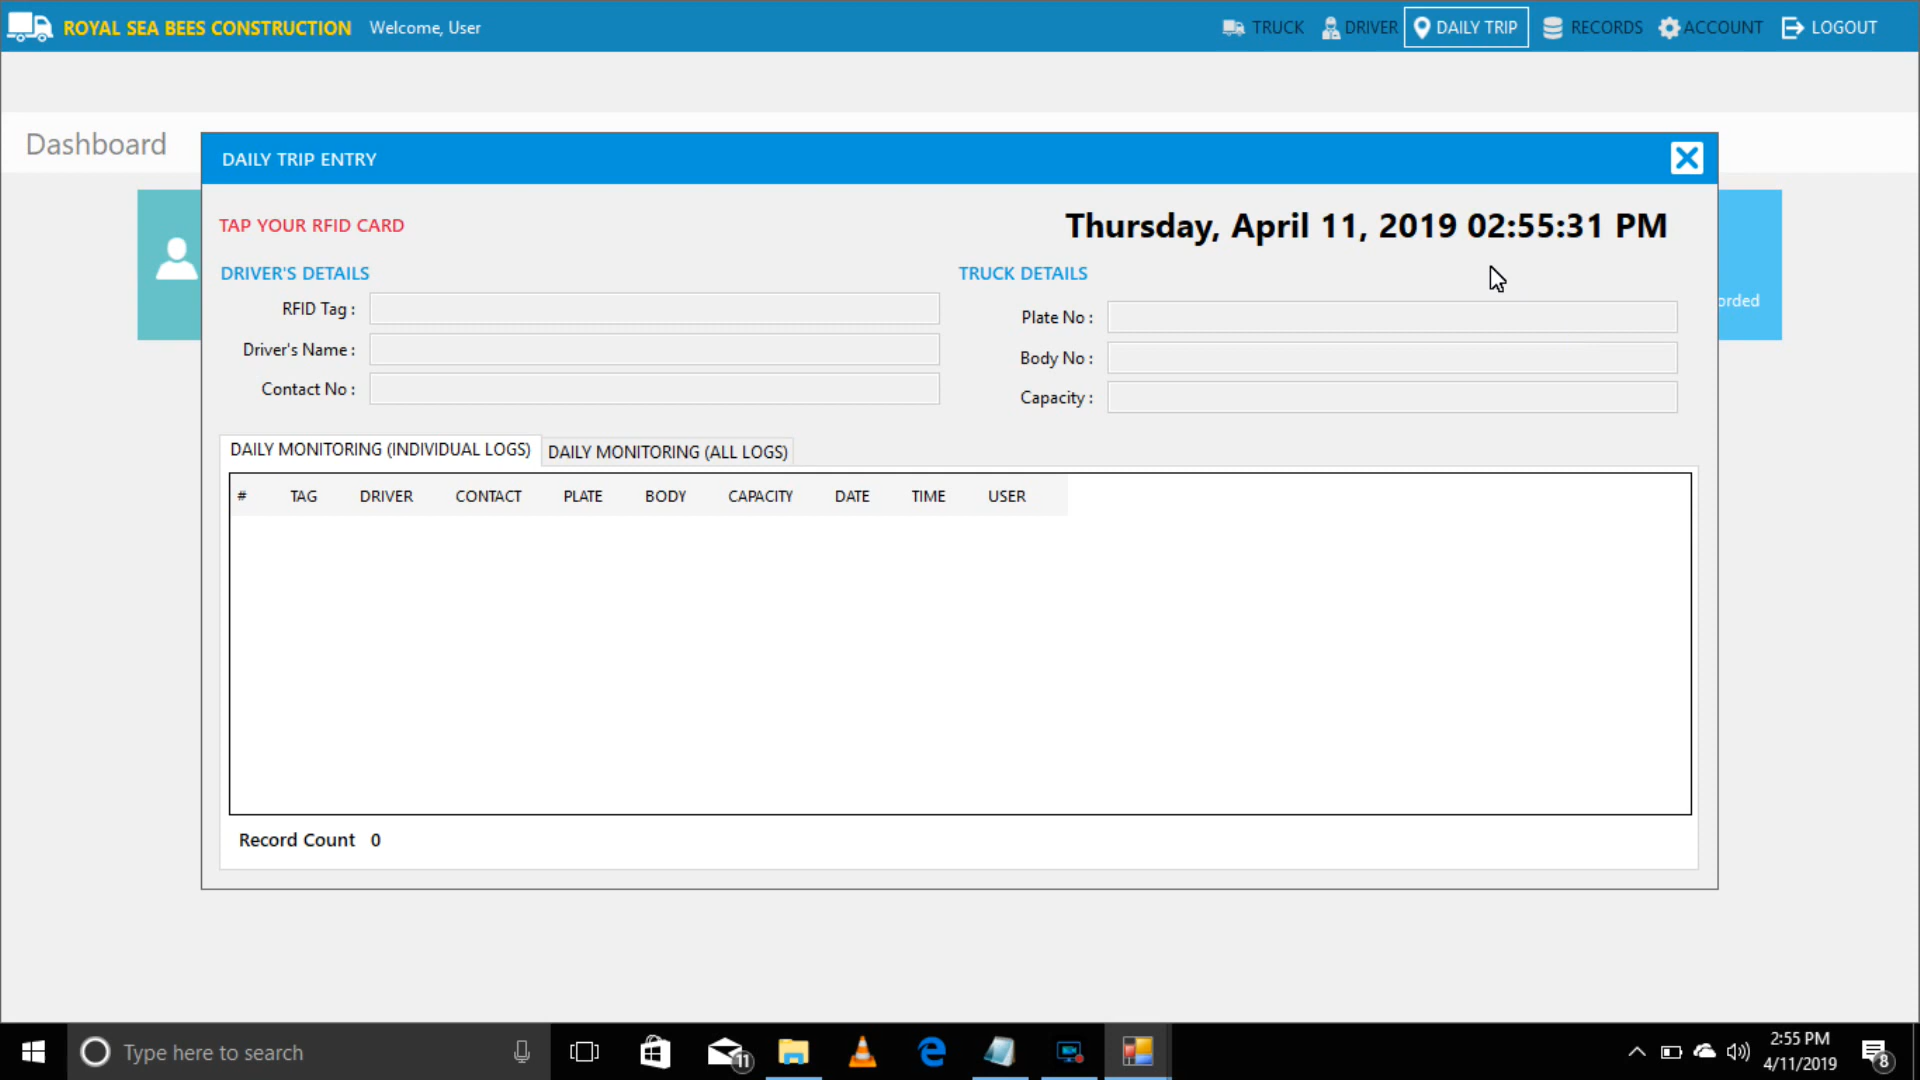 ROYAL SEA BEES CONSTRUCTION Welcome, User TRUCK DRIVER DAILY TRIP RECORDS ACCOUNT LOGOUT
Dashboard
DAILY TRIP ENTRY
TAP YOUR RFID CARD Thursday, April 11, 2019 02:55:31 PM
DRIVER'S DETAILS TRUCK DETAILS
RFID Tag : Plate No :
orded
Driver's Name : Body No :
Contact No : Capacity :
DAILY MONITORING (INDIVIDUAL LOGS) DAILY MONITORING (ALL LOGS)
# TAG DRIVER CONTACT PLATE BODY CAPACITY DATE TIME USER
Record Count 0
Type here to search 11 2:55 PM
4/11/2019 8